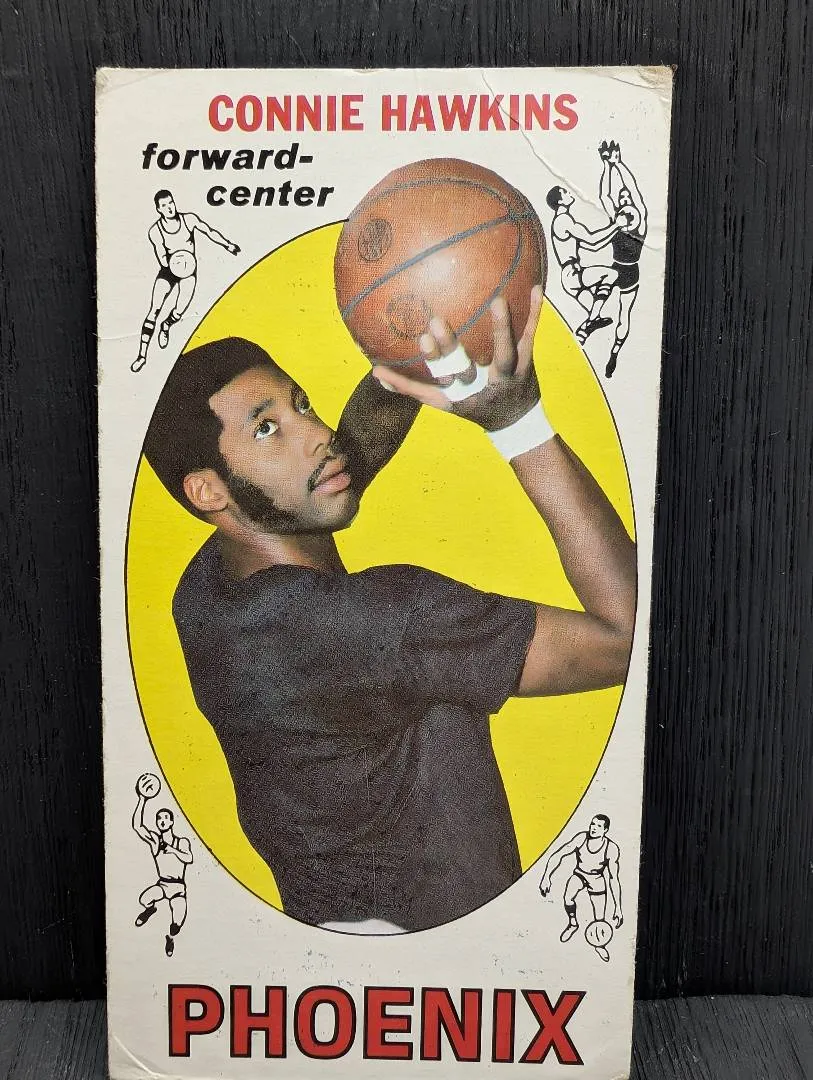 CONNIE HAWKINS
forward-
center
PHOENIX